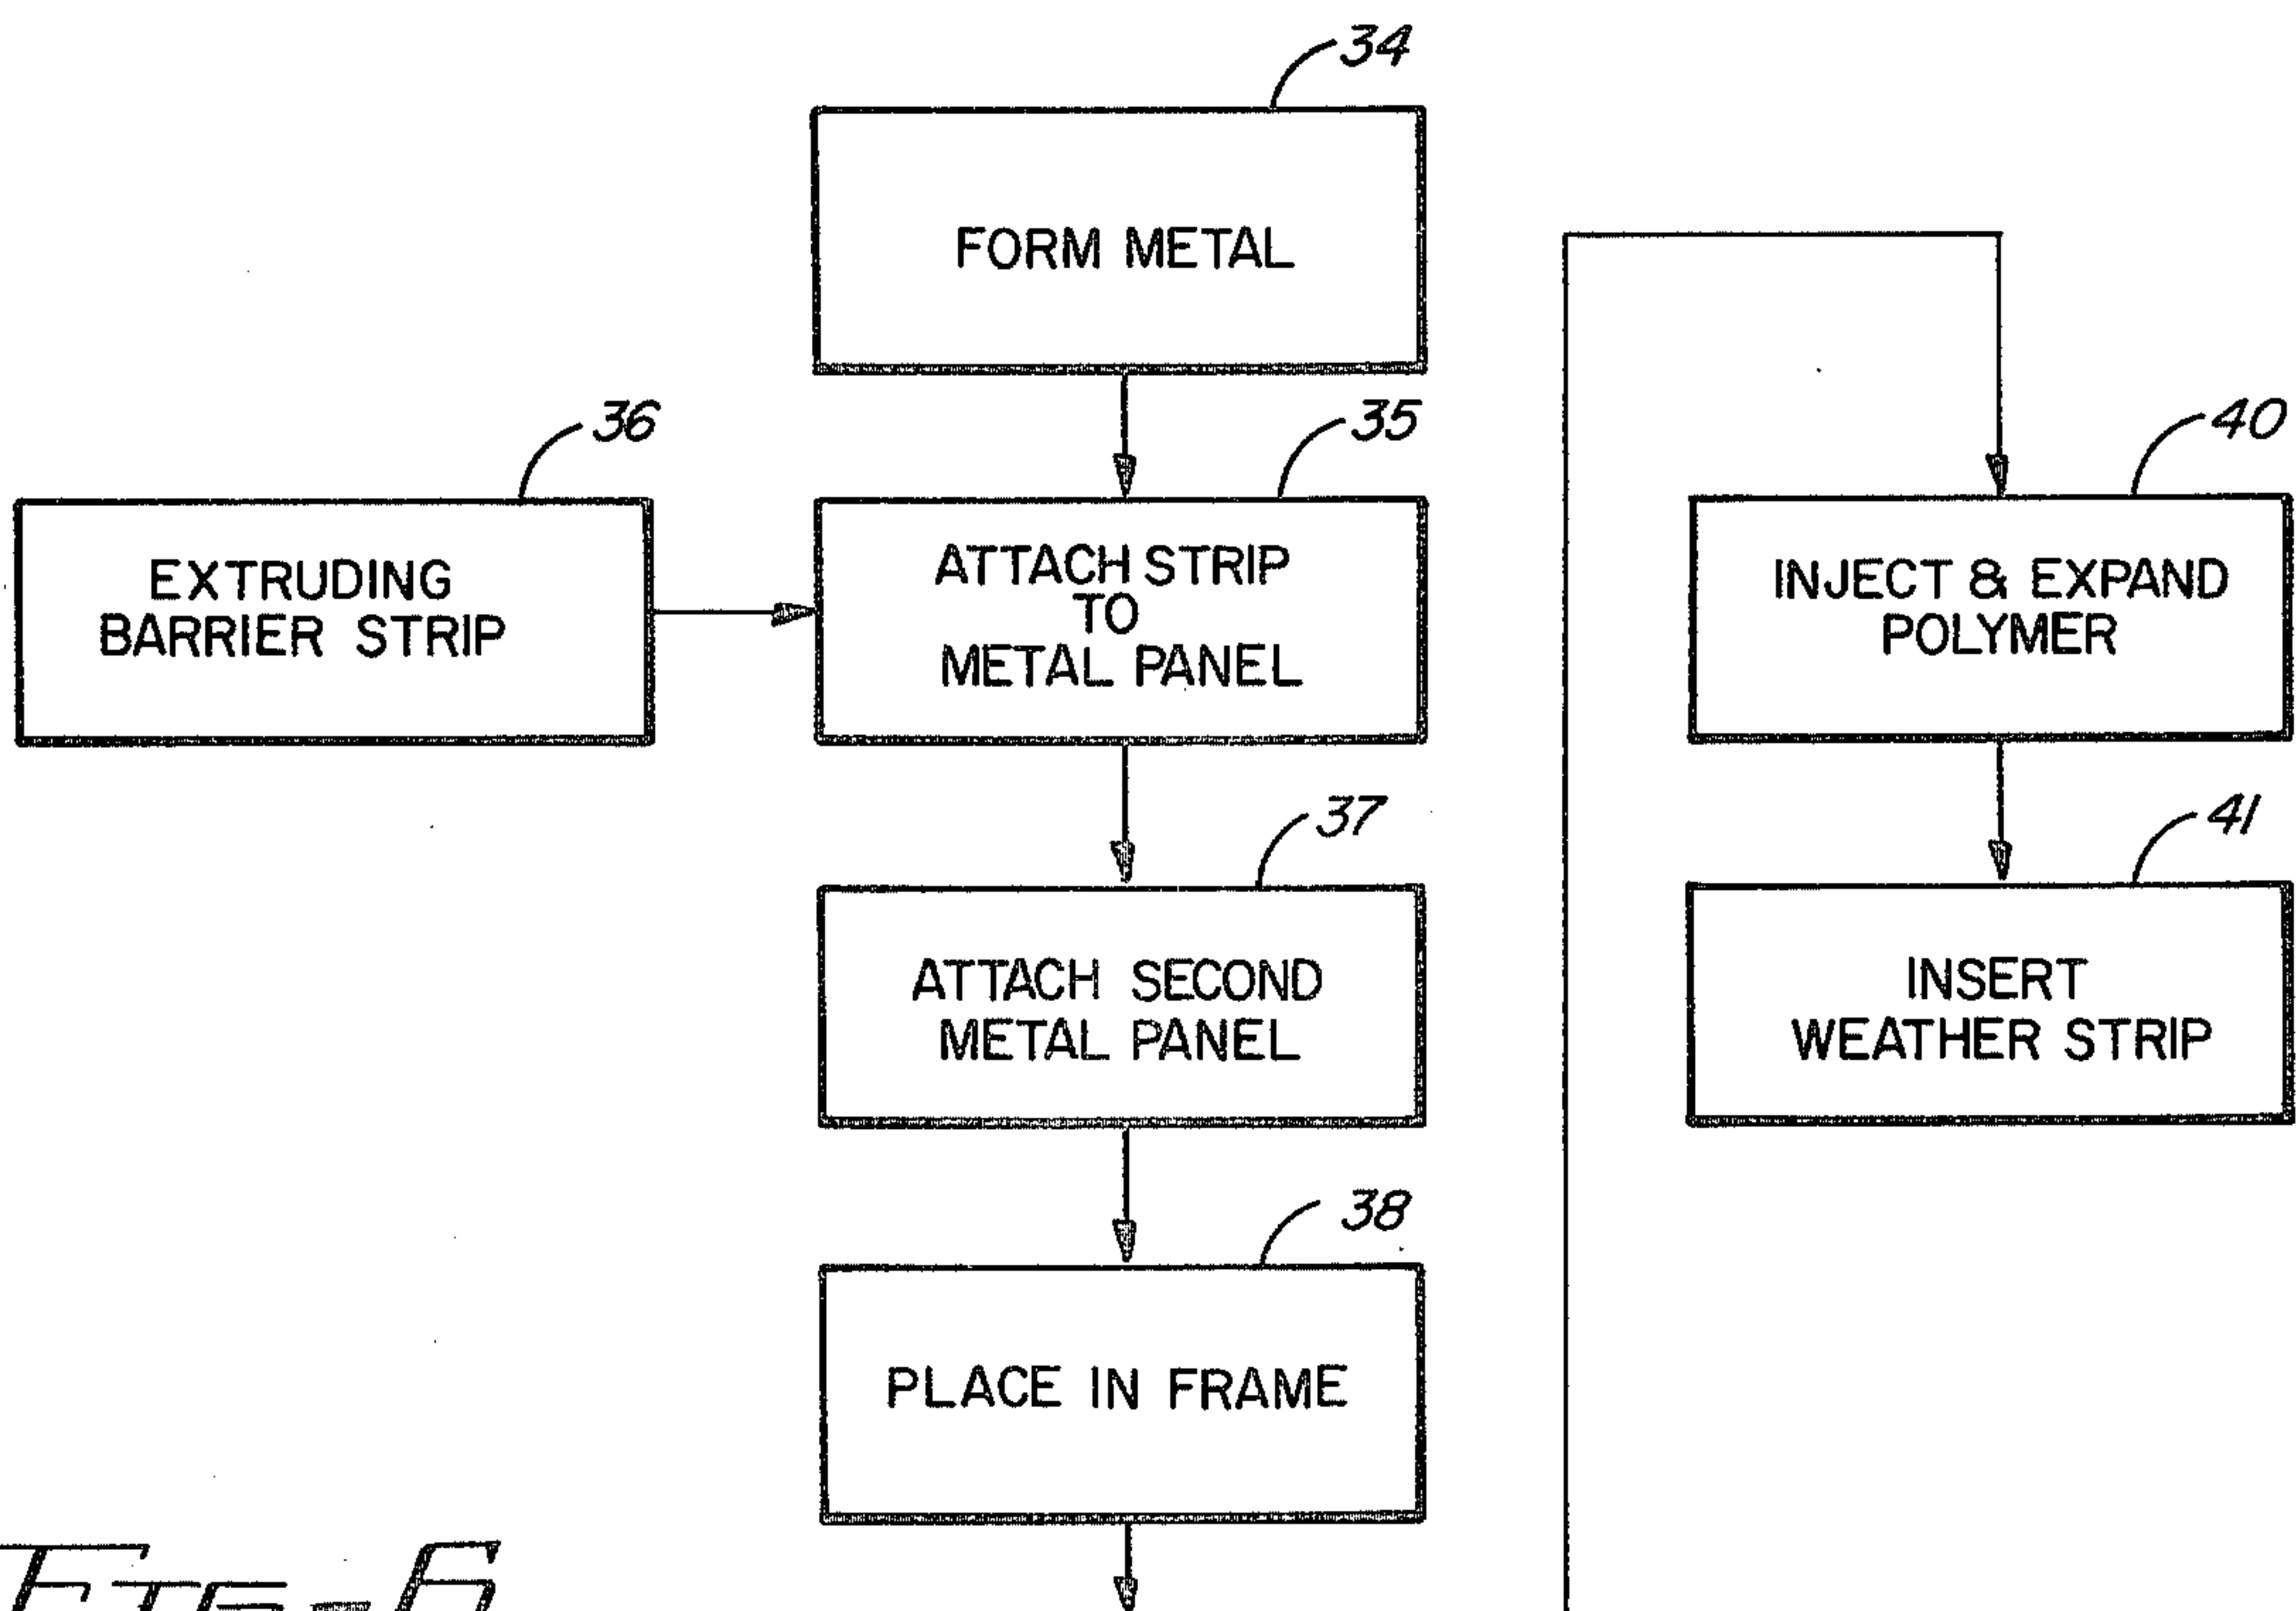 34
FORM METAL
36
EXTRUDING
BARRIER STRIP
35
ATTACH STRIP
TO
METAL PANEL
37
ATTACH SECOND
METAL PANEL
38
PLACE IN FRAME
40
INJECT & EXPAND
POLYMER
41
INSERT
WEATHER STRIP
FIG-6